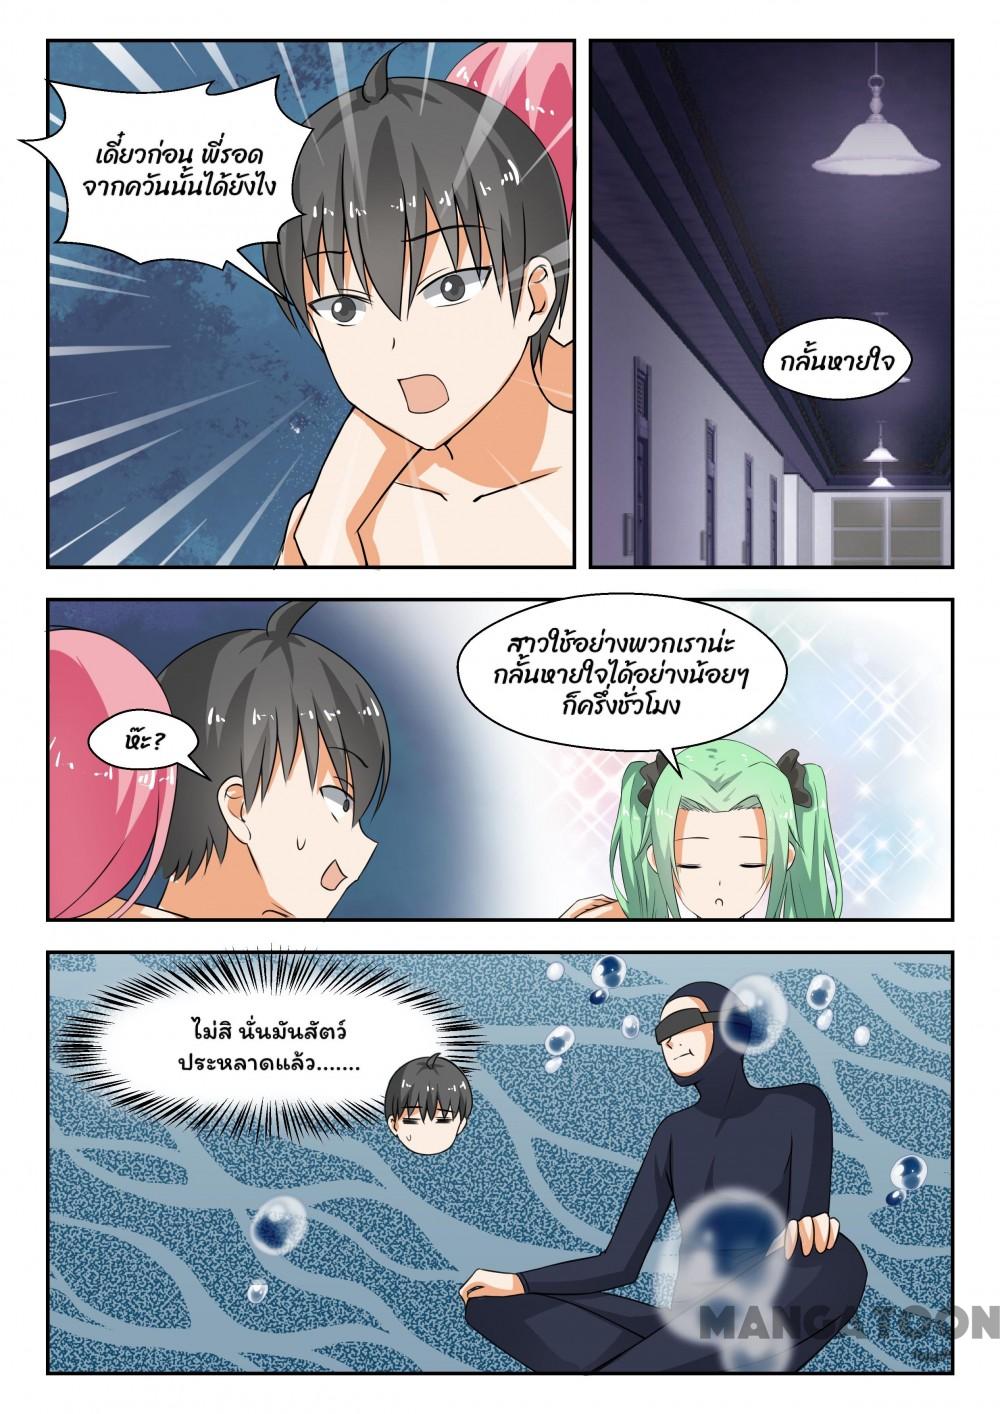 เดี๋ยวก่อน พี่รอด
จากควันนั้นได้ยังไง
กลั้นหายใจ
สาวใช้อย่างพวกเราน่ะ
กลั้นหายใจได้อย่างน้อยๆ
ก็ครึ่งชั่วโมง
ห๊ะ?
ไม่สิ นั่นมันสัตว์
ประหลาดแล้ว.......
MANGATOON